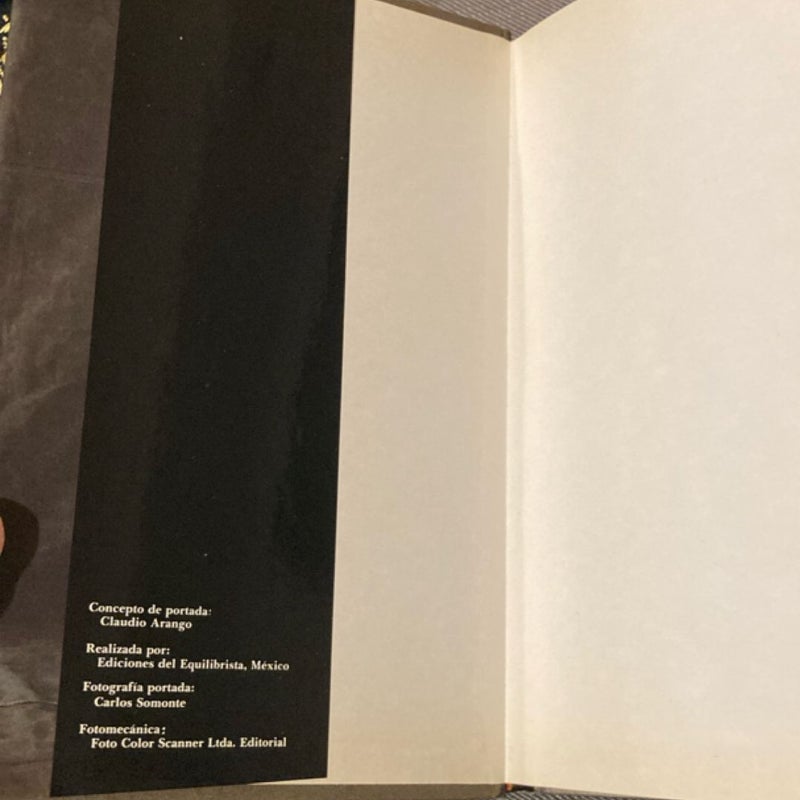 Concepto de portada:
Claudio Arango
Realizada por:
Ediciones del Equilibrista, México
Fotografía portada:
Carlos Somonte
Fotomecánica:
Foto Color Scanner Ltda. Editorial